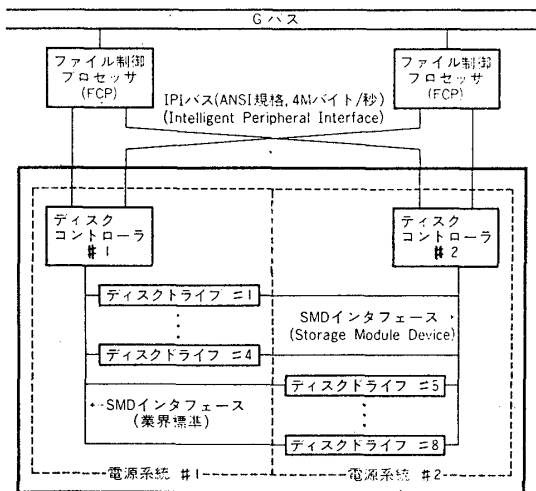 Gバス
ファイル制御
プロセッサ
(FCP)
ファイル制御
プロセッサ
(FCP)
IPIバス(ANSI規格,4Mバイト/秒)
(Intelligent Peripheral Interface)
ディスク
コントローラ
#1
ディスク
コントローラ
#2
ディスクドライブ #1
SMDインタフェース
(Storage Module Device)
ディスクドライブ #4
ディスクドライブ #5
SMDインタフェース
(業界標準)
ディスクドライブ #8
電源系統 #1
電源系統 #2